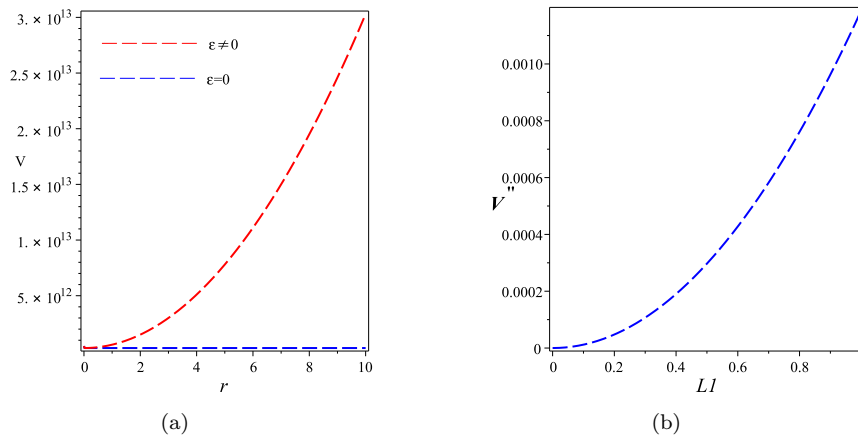 3. × 10^13
2.5 × 10^13
2. × 10^13
1.5 × 10^13
1. × 10^13
5. × 10^12
V
ε≠0
ε=0
0 2 4 6 8 10
r
(a)
0.0010
0.0008
0.0006
0.0004
0.0002
0
V"
0 0.2 0.4 0.6 0.8
L1
(b)